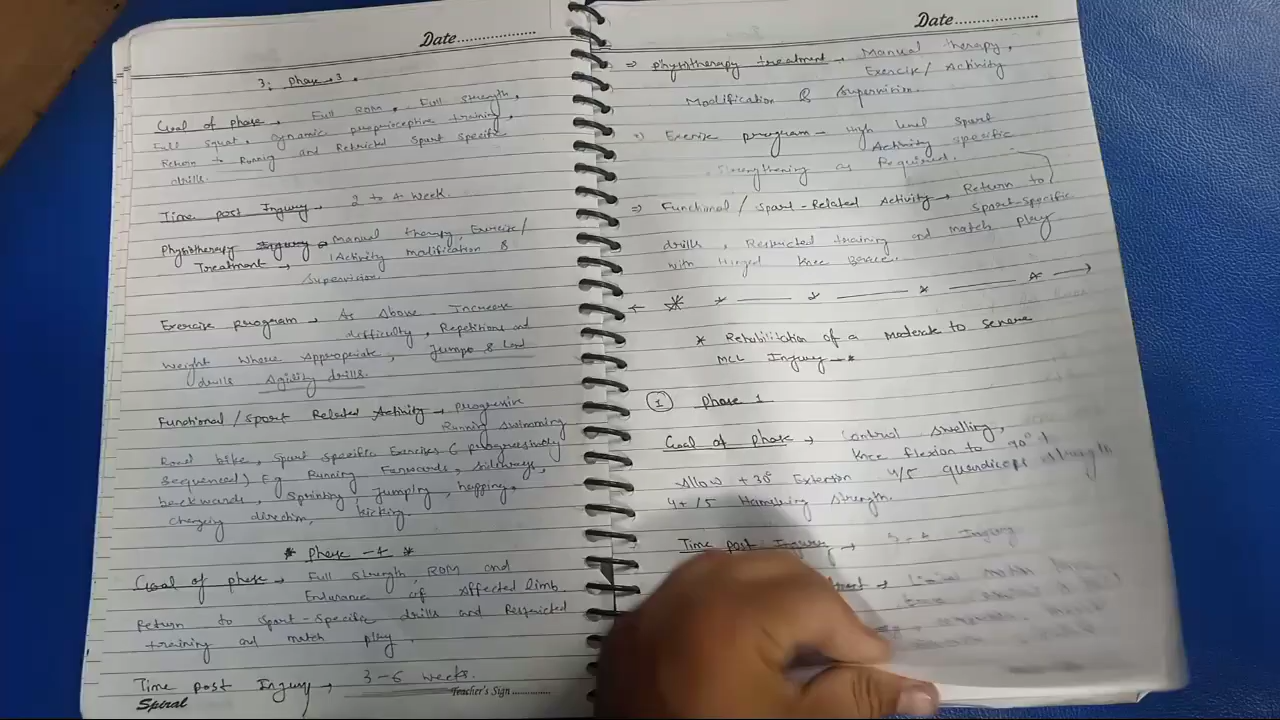 Date
3: Phase → 3.
Goal of phase → Full ROM, Full strength,
Full squat, Dynamic proprioceptive training,
Return to Running and Restricted Sport specific
drills.
Time post Injury → 2 to 4 week.
Physiotherapy Injury → Manual therapy, Exercise/
Treatment → Activity modification &
Supervision.
Exercise program → As Above. Increase
difficulty, Repetitions and
weight where Appropriate, Jumps & Land
drills Agility drills.
Functional/Sport Related Activity → progressive
Running swimming
Road bike, Sport specific Exercises (
sequenced) Eg Running Forwards, sideways,
backwards, Sprinting Jumping, hopping,
changing direction, kicking.
* Phase -4 *
Goal of phase → Full strength, ROM and
Endurance of Affected limb.
Return to Sport-Specific drills and Restricted
training and match play.
Time post Injury → 3-6 weeks.
Spiral
Teacher's Sign
Date
⇒ physiotherapy treatment → Manual therapy,
Exercise/ Activity
Modification & Supervision.
⇒ Exercise program - High level Sport
Activity specific
Strengthening as Required.
⇒ Functional / Sport-Related Activity → Return to
Sport-Specific
drills, Restricted training and match play
with Hinged Knee Brace.
* Rehabilitation of a Moderate to severe
MCL Injury - *
1 Phase 1
Goal of phase → Control swelling,
Knee flexion to 90°
Allow +30° Extension 4/5 quadriceps strength
4+/5 Hamstring strength.
Time post Injury → Injury